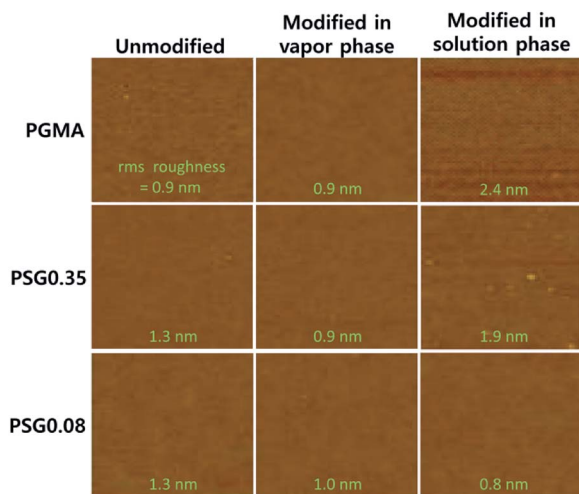 Unmodified
Modified in
vapor phase
Modified in
solution phase
PGMA
rms roughness
= 0.9 nm
0.9 nm
2.4 nm
PSG0.35
1.3 nm
0.9 nm
1.9 nm
PSG0.08
1.3 nm
1.0 nm
0.8 nm